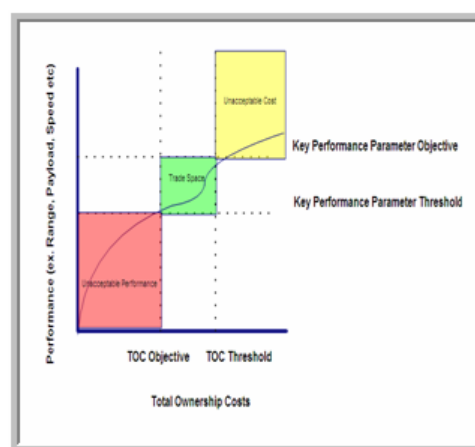 Performance (ex. Range, Payload, Speed etc)
Unacceptable Cost
Key Performance Parameter Objective
Trade Space
Key Performance Parameter Threshold
Unacceptable Performance
TOC Objective
TOC Threshold
Total Ownership Costs